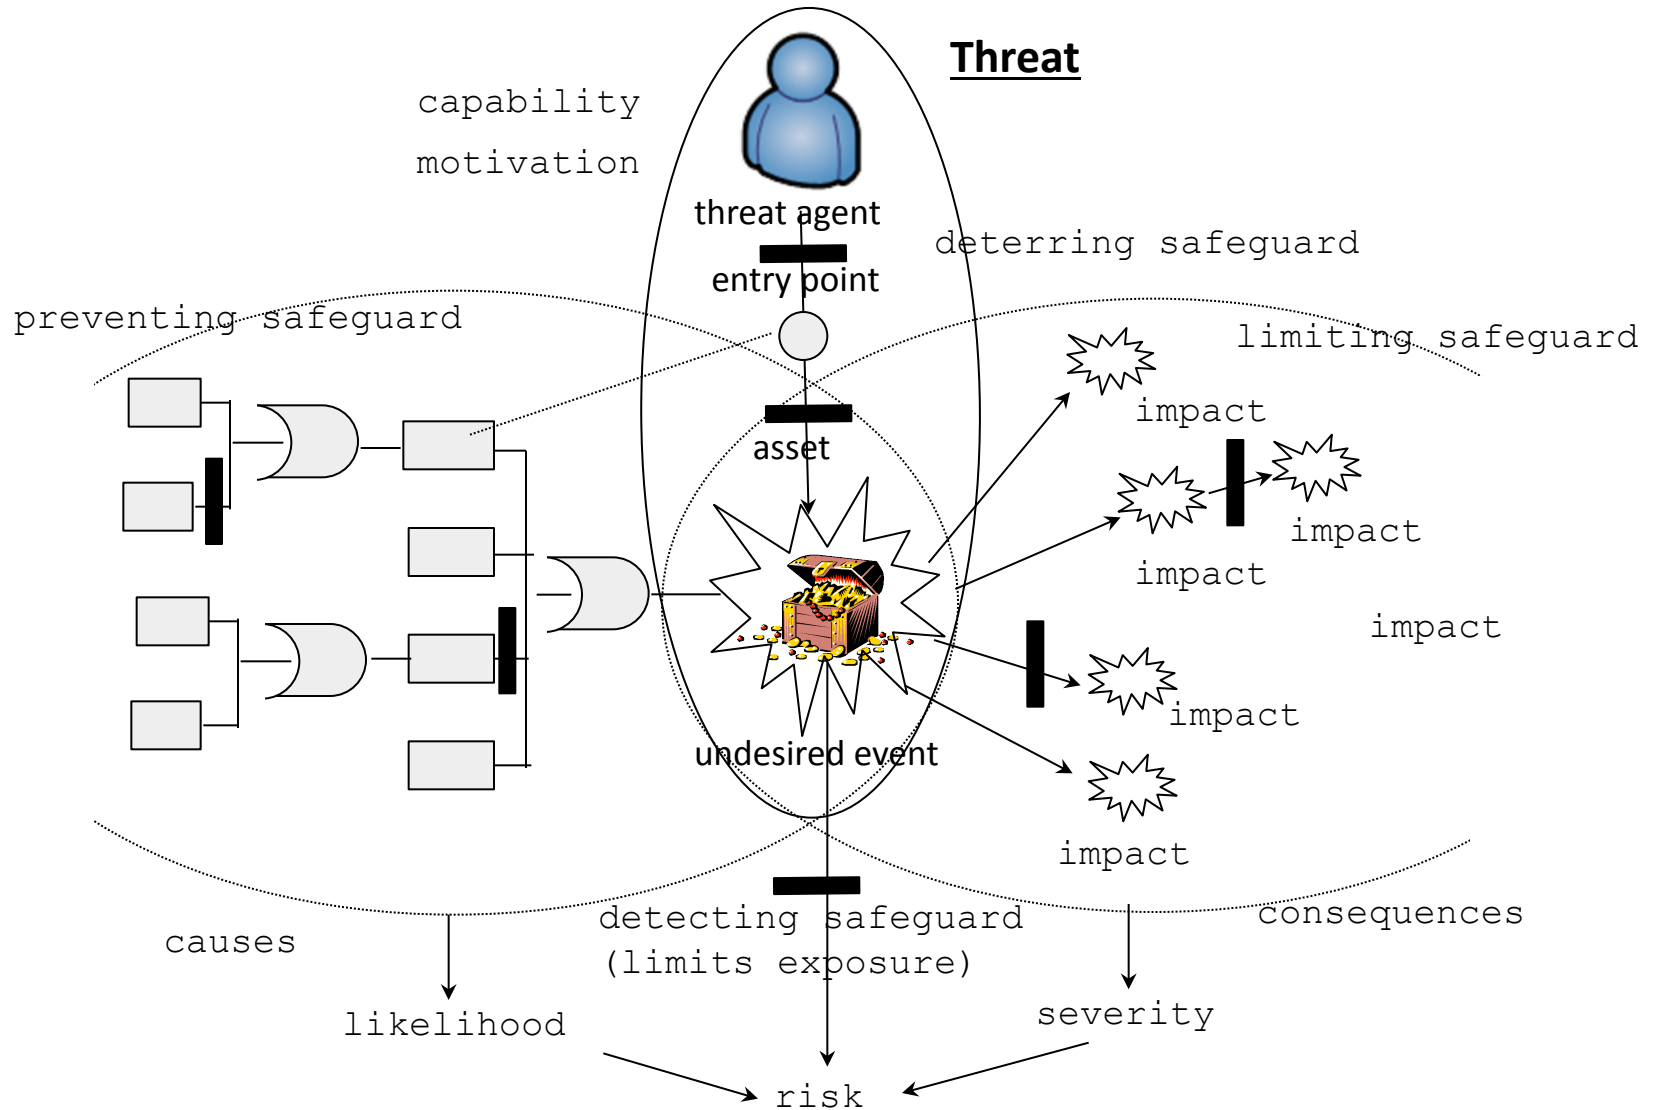 Threat
capability
motivation
threat agent
deterring safeguard
entry point
preventing safeguard
limiting safeguard
impact
asset
impact
impact
impact
impact
undesired event
impact
detecting safeguard
(limits exposure)
consequences
causes
likelihood
severity
risk